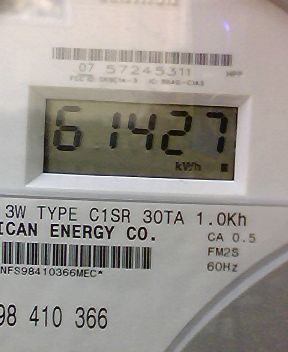 07 57245311
61427
kWh
3W TYPE C1SR 30TA 1.0Kh
ICAN ENERGY CO.
CA 0.5
FM2S
60Hz
NFS98410366MEC*
98 410 366